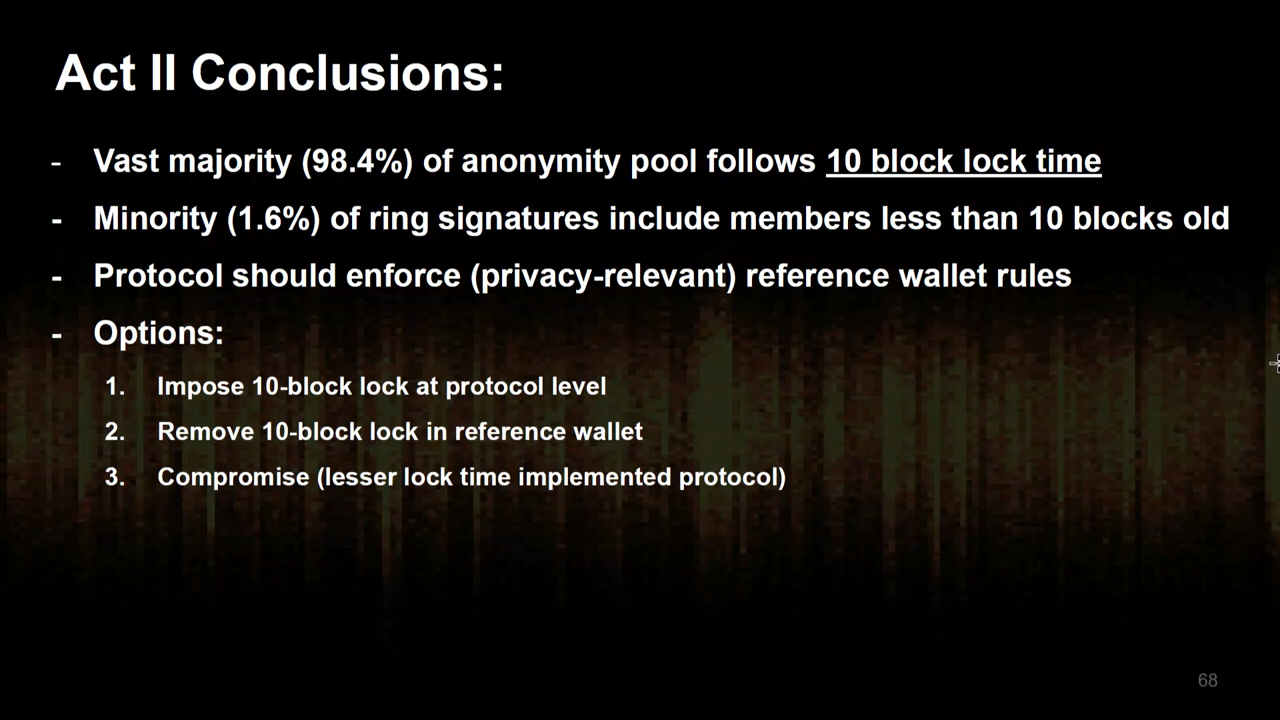 Act II Conclusions:
- Vast majority (98.4%) of anonymity pool follows 10 block lock time
- Minority (1.6%) of ring signatures include members less than 10 blocks old
- Protocol should enforce (privacy-relevant) reference wallet rules
- Options:
1. Impose 10-block lock at protocol level
2. Remove 10-block lock in reference wallet
3. Compromise (lesser lock time implemented protocol)
68